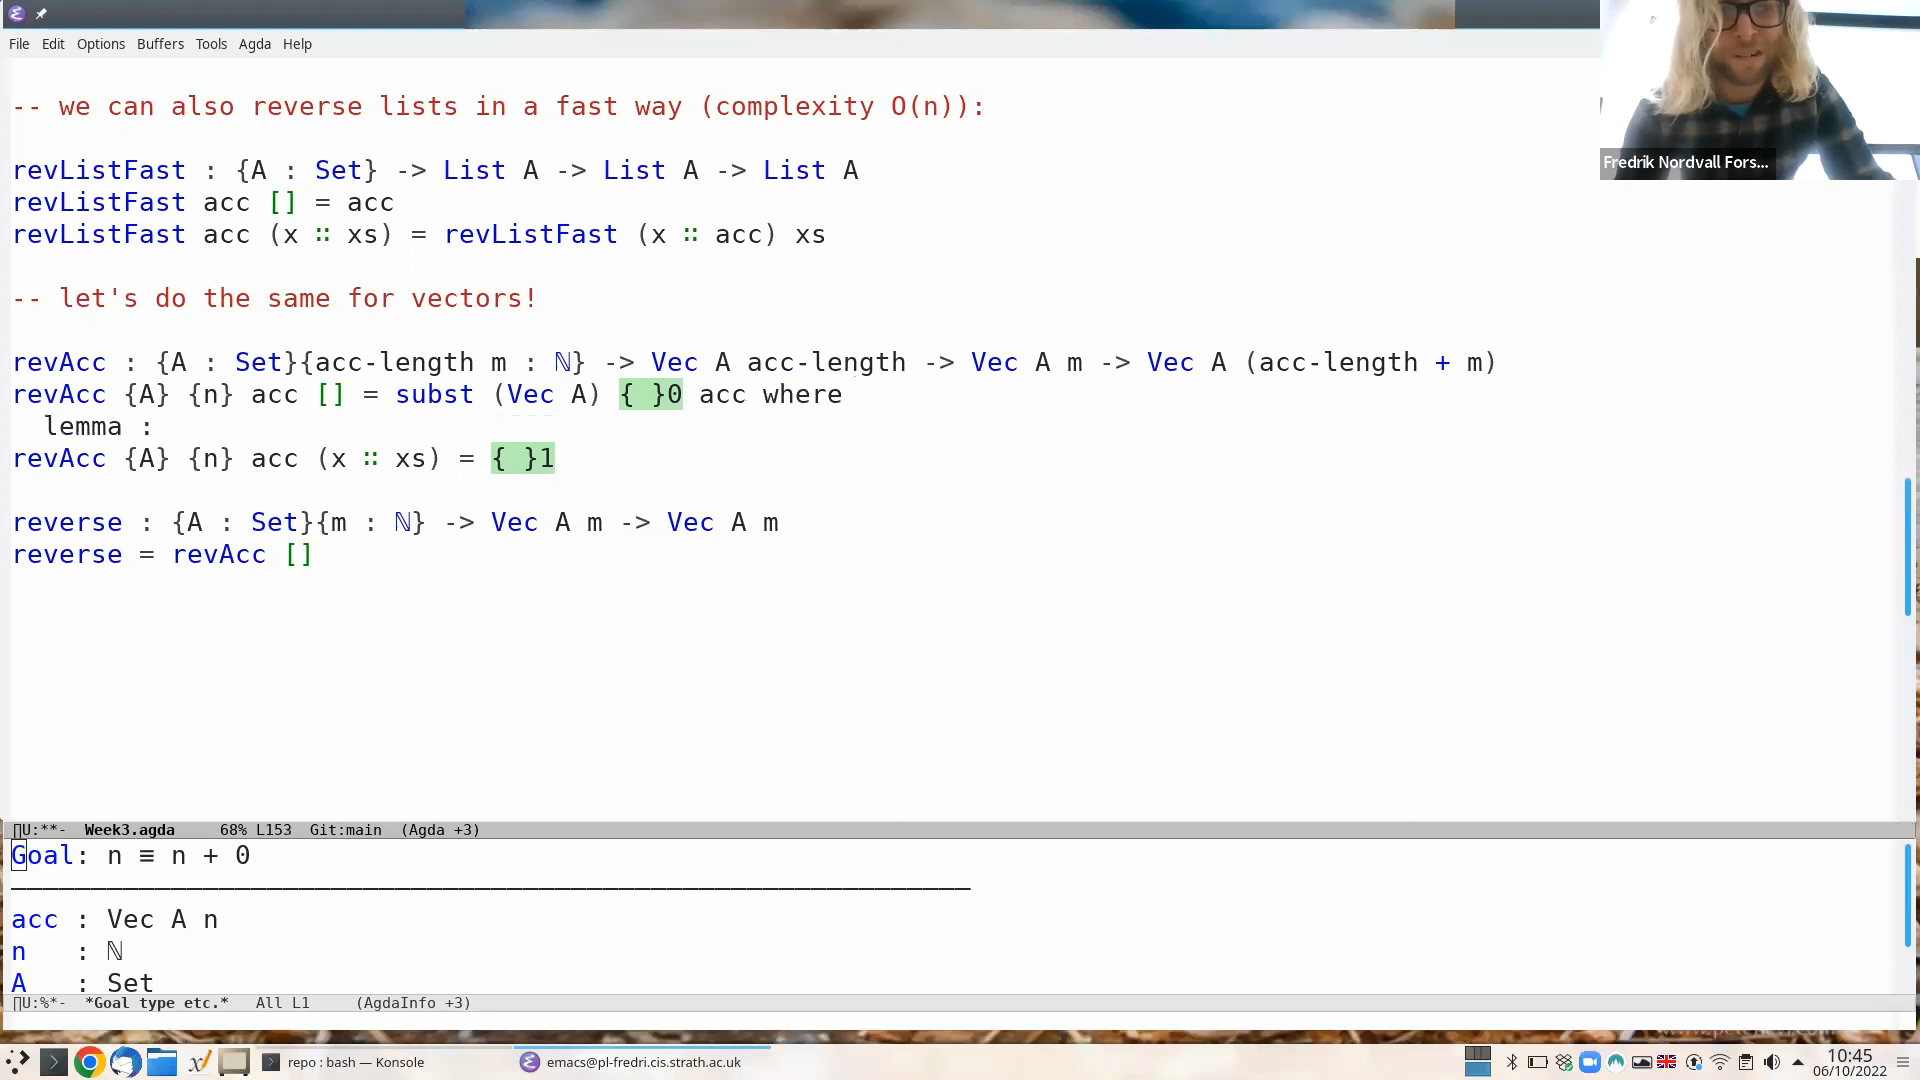 File Edit Options Buffers Tools Agda Help
-- we can also reverse lists in a fast way (complexity O(n)):
revListFast : {A : Set} -> List A -> List A -> List A
revListFast acc [] = acc
revListFast acc (x ∷ xs) = revListFast (x ∷ acc) xs
-- let's do the same for vectors!
revAcc : {A : Set}{acc-length m : ℕ} -> Vec A acc-length -> Vec A m -> Vec A (acc-length + m)
revAcc {A} {n} acc [] = subst (Vec A) { }0 acc where
lemma :
revAcc {A} {n} acc (x ∷ xs) = { }1
reverse : {A : Set}{m : ℕ} -> Vec A m -> Vec A m
reverse = revAcc []
Fredrik Nordvall Fors...
U:**- Week3.agda 68% L153 Git:main (Agda +3)
Goal: n ≡ n + 0
acc : Vec A n
n : ℕ
A : Set
U:%*- *Goal type etc.* All L1 (AgdaInfo +3)
repo : bash — Konsole
emacs@pl-fredri.cis.strath.ac.uk
10:45
06/10/2022